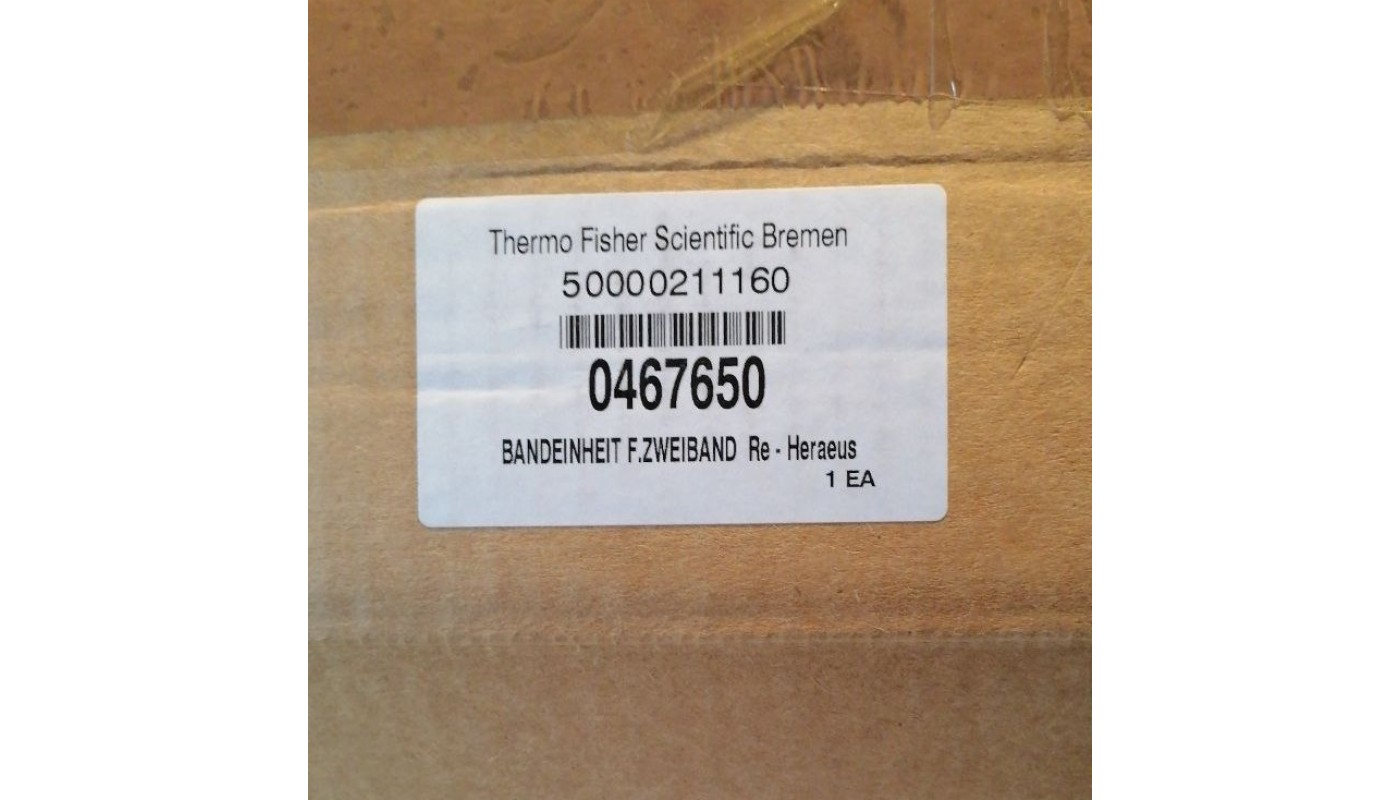 Thermo Fisher Scientific Bremen
50000211160
0467650
BANDEINHEIT F.ZWEIBAND Re - Heraeus
1 EA